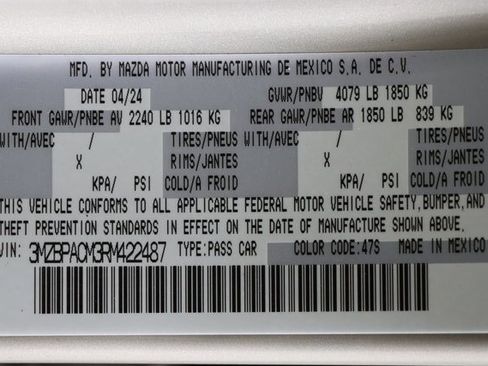 MFD. BY MAZDA MOTOR MANUFACTURING DE MEXICO S.A. DE C.V.
DATE 04/24 GVWR/PNBV 4079 LB 1850 KG
FRONT GAWR/PNBE AV 2240 LB 1016 KG REAR GAWR/PNBE AR 1850 LB 839 KG
WITH/AVEC / TIRES/PNEUS WITH/AVEC / TIRES/PNEUS
X RIMS/JANTES X RIMS/JANTES
KPA/ PSI COLD/A FROID KPA/ PSI COLD/A FROID
THIS VEHICLE CONFORMS TO ALL APPLICABLE FEDERAL MOTOR VEHICLE SAFETY, BUMPER, AND
THEFT PREVENTION STANDARDS IN EFFECT ON THE DATE OF MANUFACTURE SHOWN ABOVE.
VIN: 3MZBPACM3RM422487 TYPE:PASS CAR COLOR CODE:47S MADE IN MEXICO